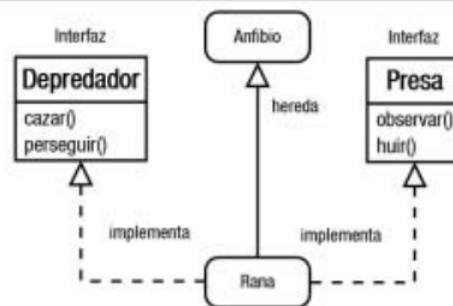 Interfaz
Depredador
cazar()
perseguir()
Anfibio
hereda
Interfaz
Presa
observar()
huir()
implementa
implementa
Rana